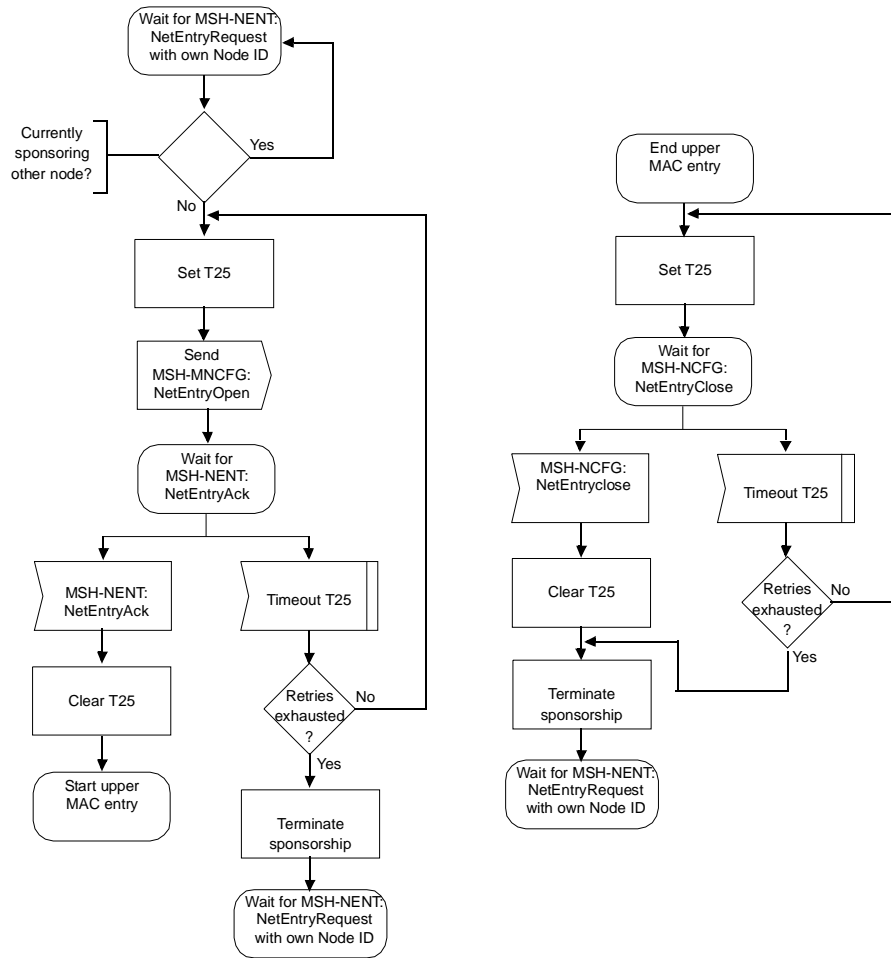 Wait for MSH-NENT:
NetEntryRequest
with own Node ID
Currently
sponsoring
other node?
Yes
No
Set T25
Send
MSH-MNCFG:
NetEntryOpen
Wait for
MSH-NENT:
NetEntryAck
MSH-NENT:
NetEntryAck
Timeout T25
Clear T25
Retries
exhausted
?
No
Yes
Start upper
MAC entry
Terminate
sponsorship
Wait for MSH-NENT:
NetEntryRequest
with own Node ID
End upper
MAC entry
Set T25
Wait for
MSH-NCFG:
NetEntryClose
MSH-NCFG:
NetEntryclose
Timeout T25
Clear T25
Retries
exhausted
?
No
Yes
Terminate
sponsorship
Wait for MSH-NENT:
NetEntryRequest
with own Node ID